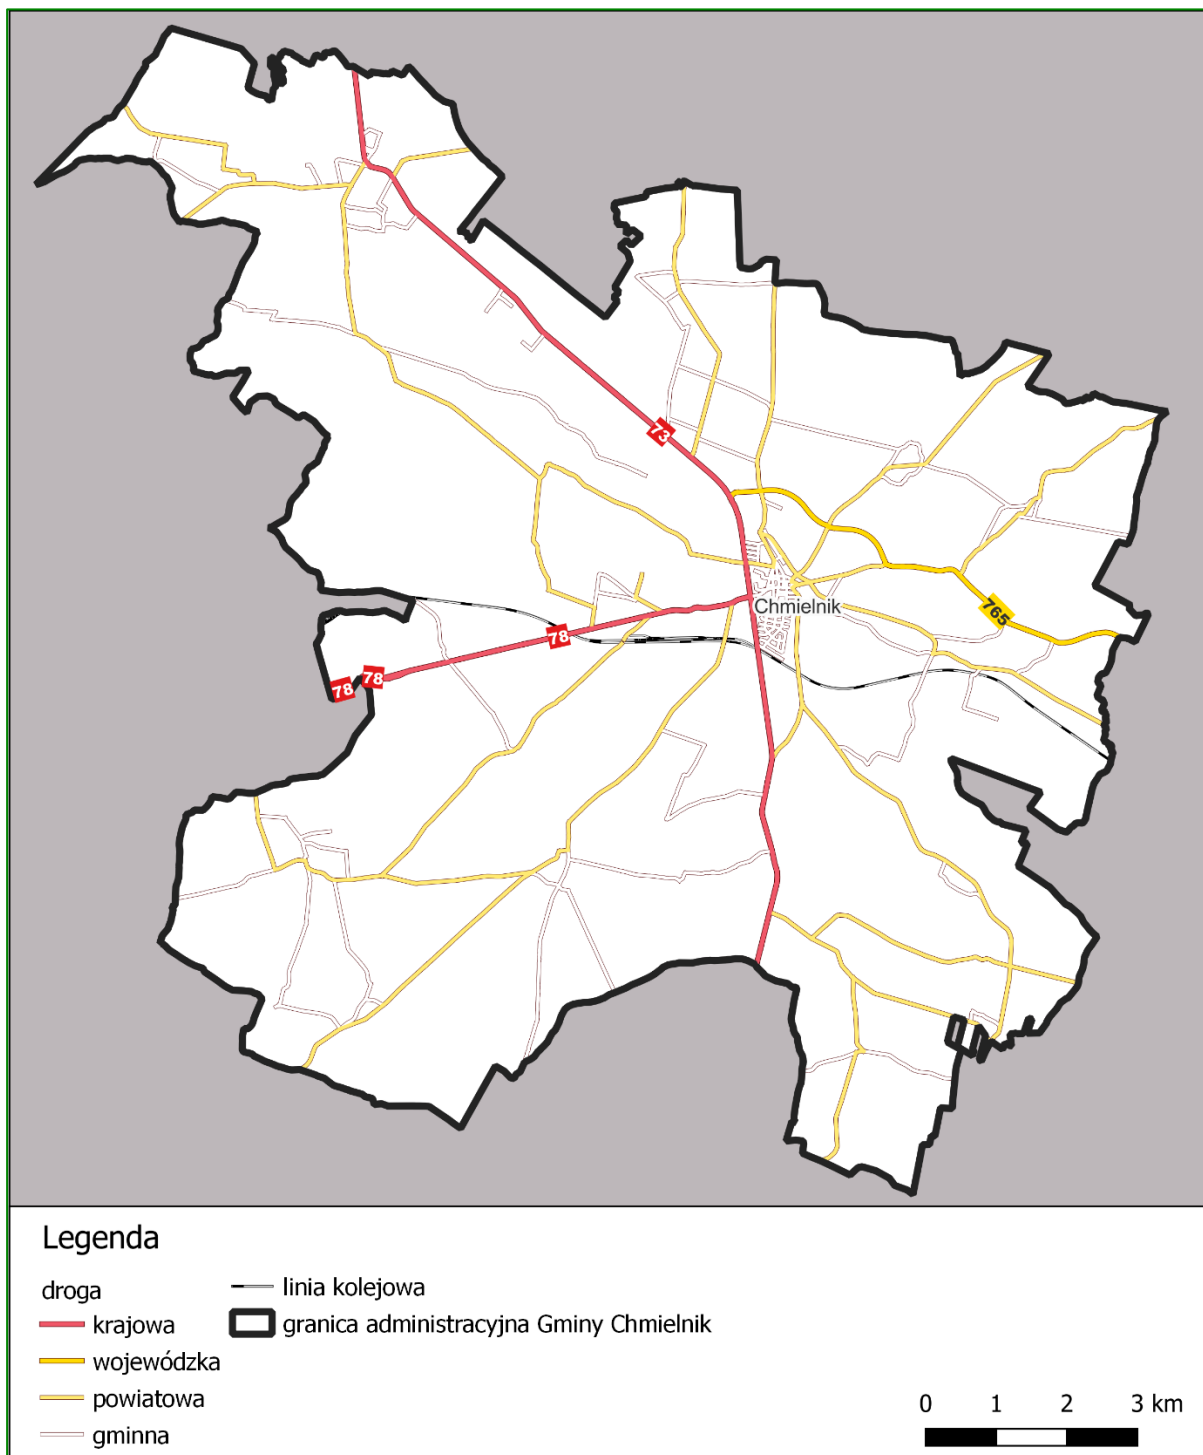 73
Chmielnik
765
78
78
78
Legenda
droga
krajowa
wojewódzka
powiatowa
gminna
linia kolejowa
granica administracyjna Gminy Chmielnik
0 1 2 3 km